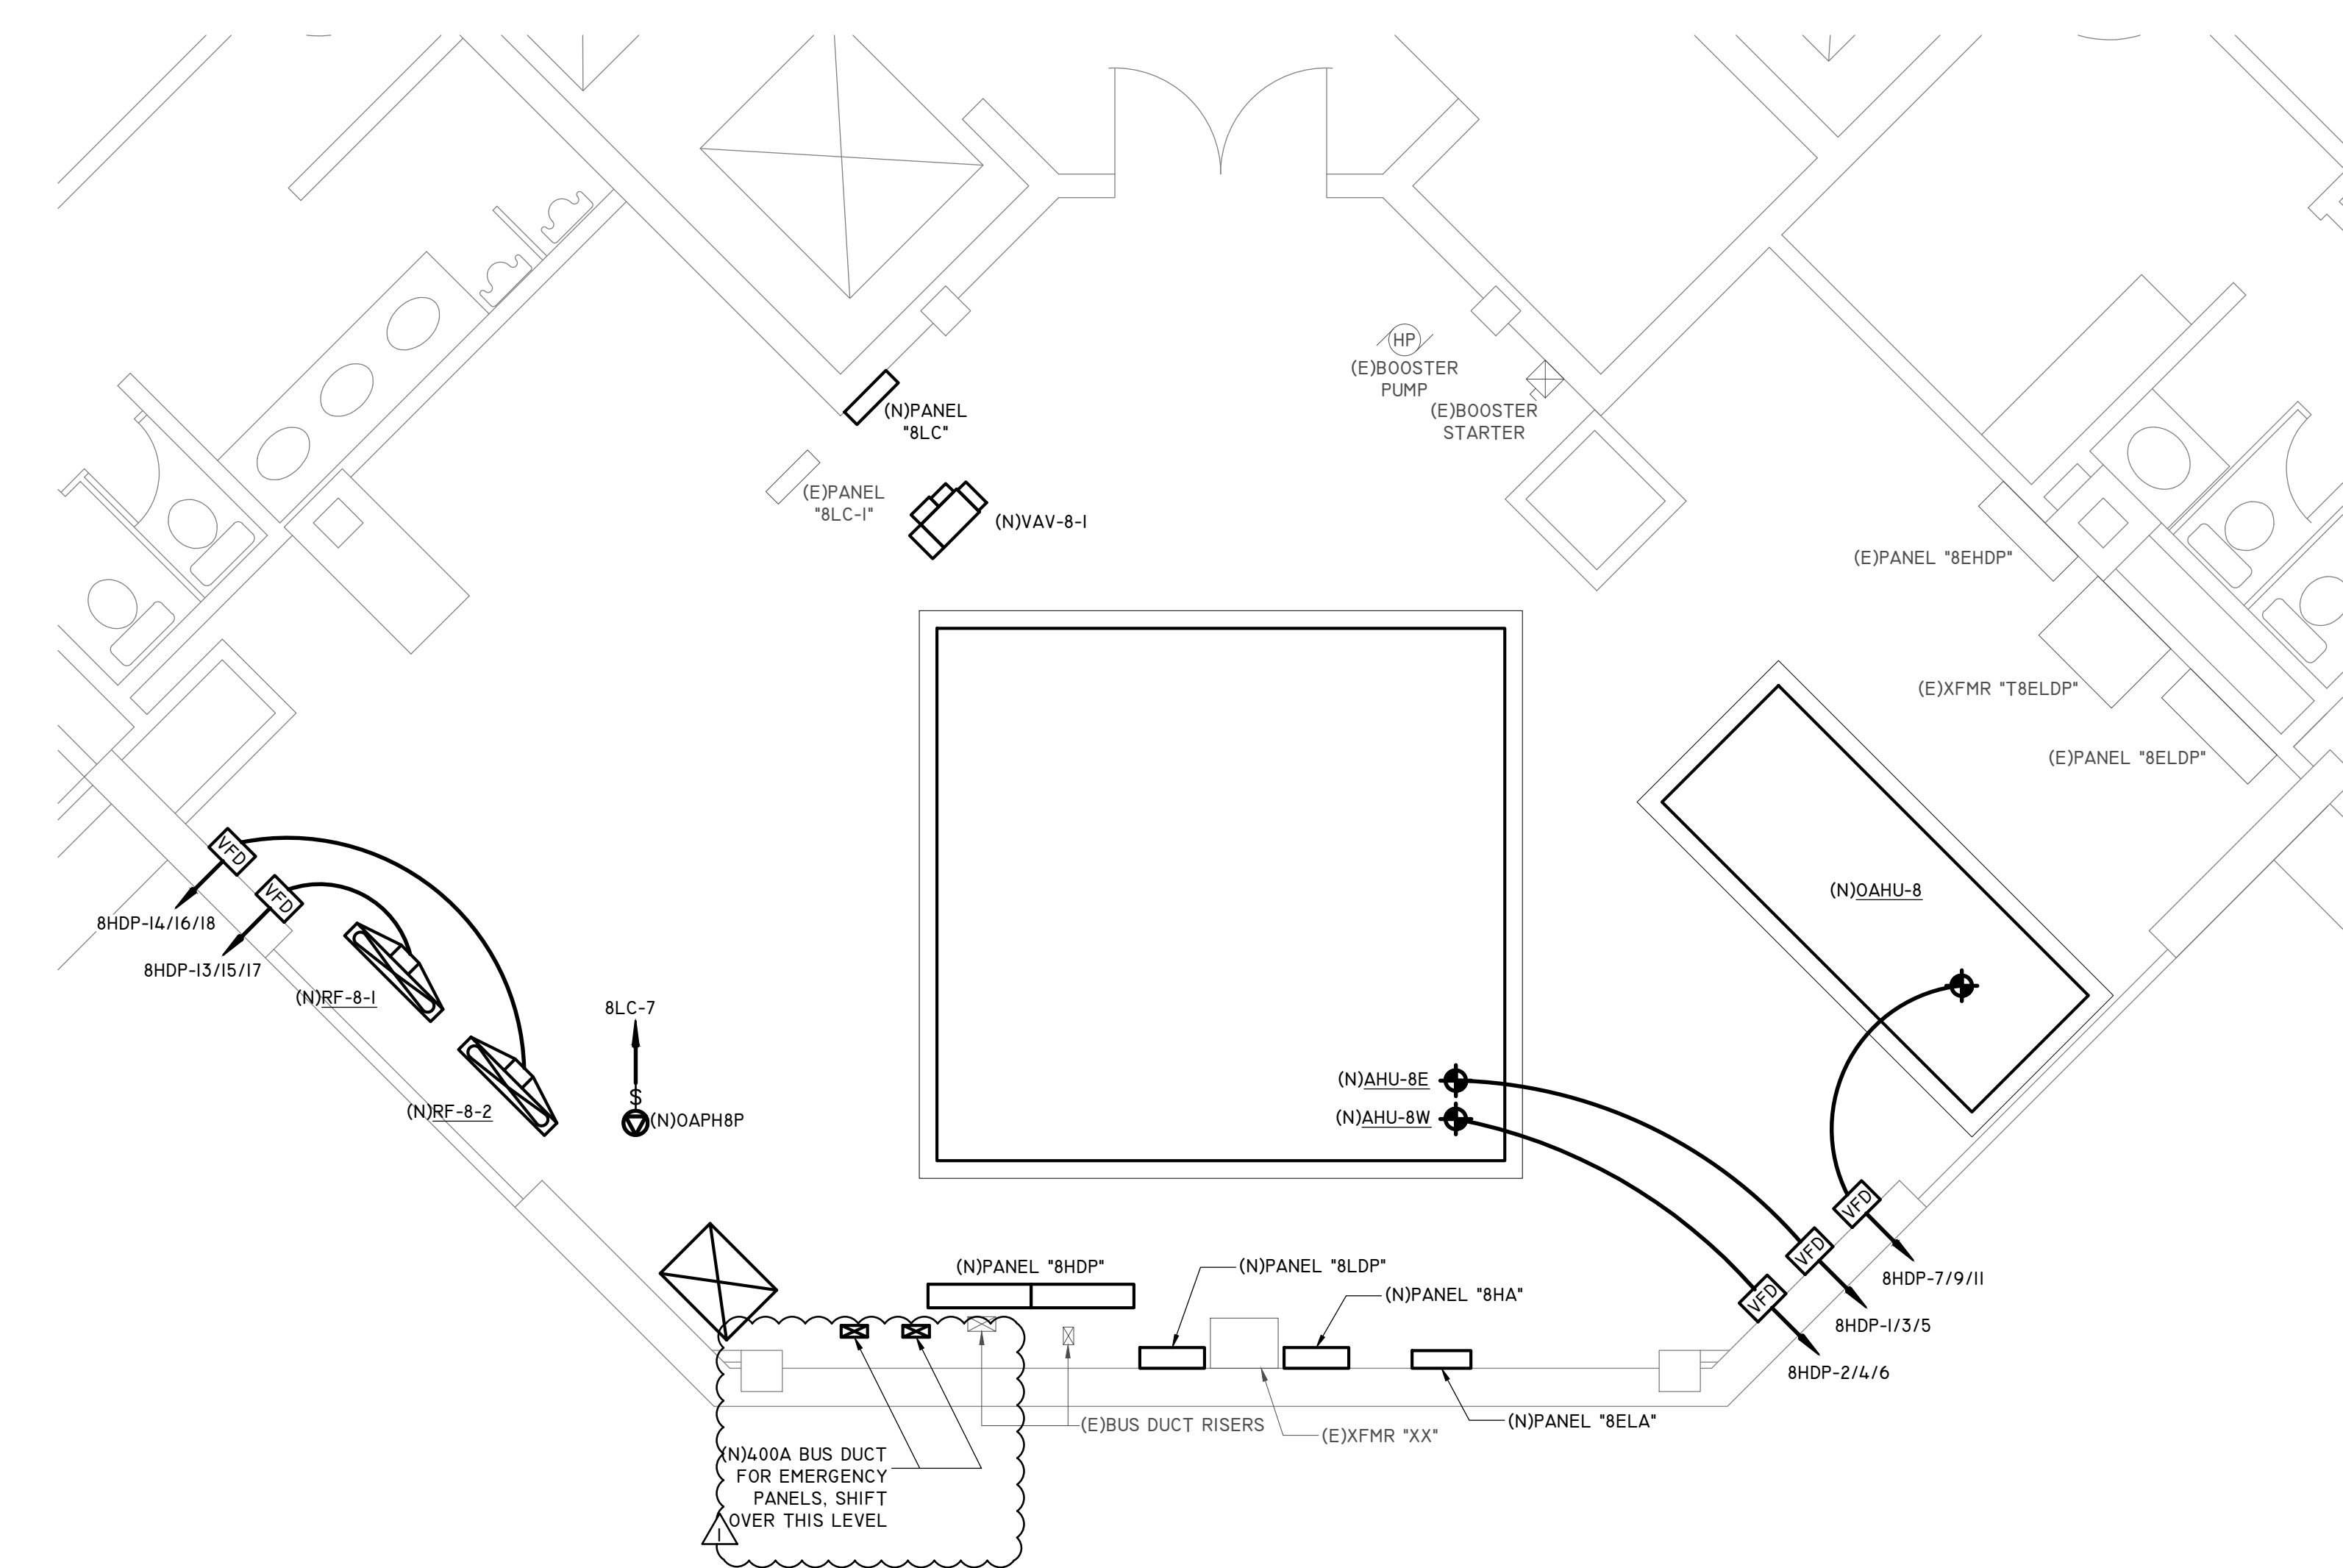 HP
(E)BOOSTER
PUMP
(N)PANEL
"8LC"
(E)BOOSTER
STARTER
(E)PANEL
"8LC-1"
(N)VAV-8-1
(E)PANEL "8EHDP"
(E)XFMR "T8ELDP"
(E)PANEL "8ELDP"
VFD
VFD
(N)OAHU-8
8HDP-14/16/18
8HDP-13/15/17
(N)RF-8-1
8LC-7
S
(N)OAPH8P
(N)RF-8-2
(N)AHU-8E
(N)AHU-8W
VFD
VFD
VFD
8HDP-7/9/11
8HDP-1/3/5
8HDP-2/4/6
(N)PANEL "8HDP"
(N)PANEL "8LDP"
(N)PANEL "8HA"
(N)PANEL "8ELA"
(E)BUS DUCT RISERS
(E)XFMR "XX"
(N)400A BUS DUCT
FOR EMERGENCY
PANELS, SHIFT
OVER THIS LEVEL
1